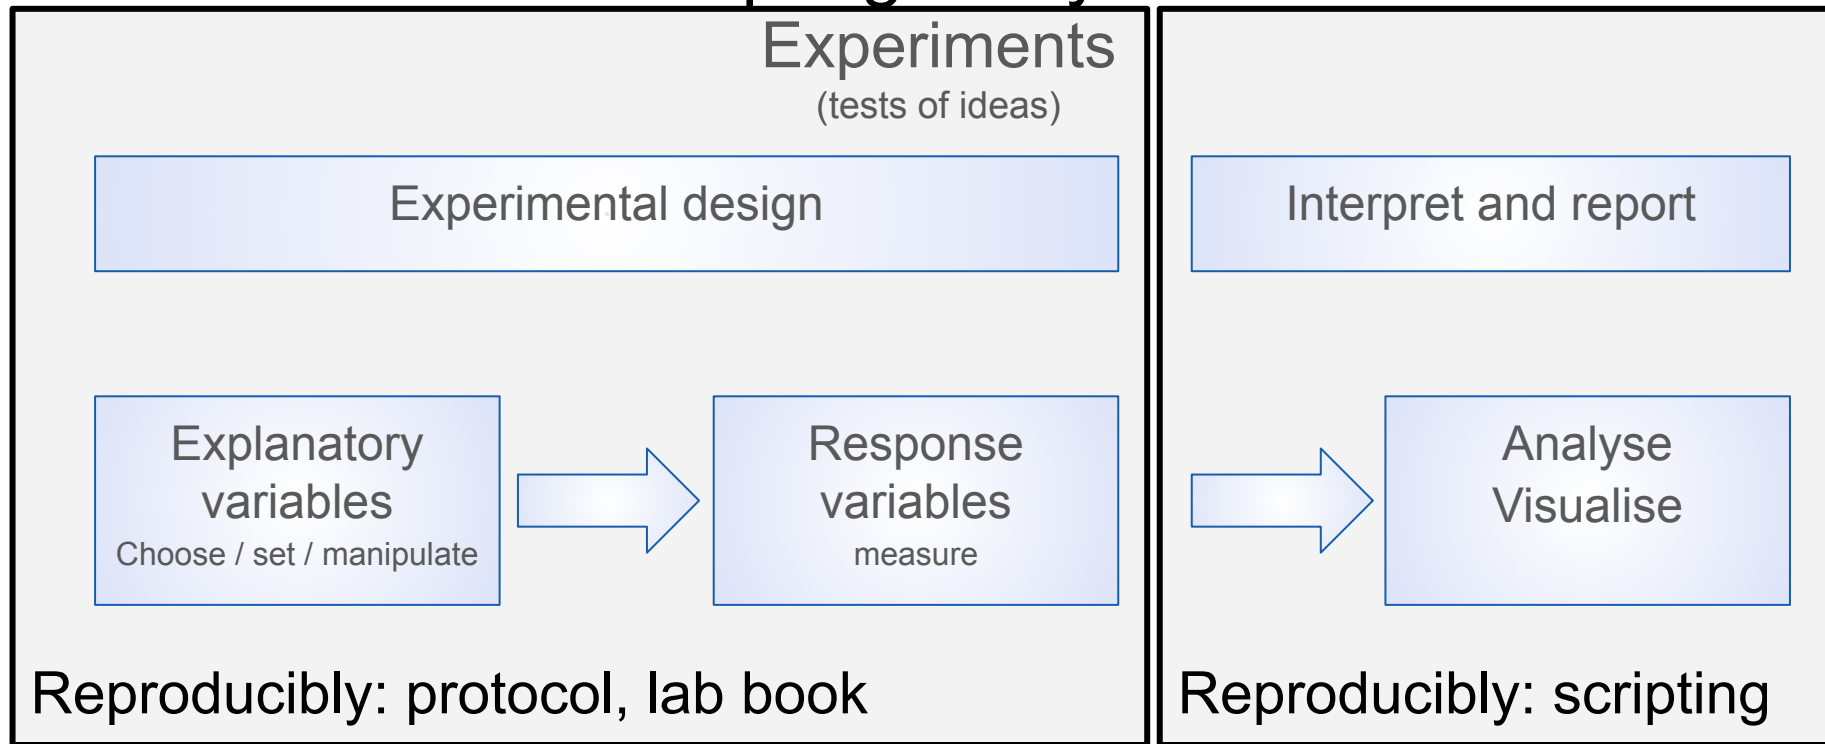 Experiments
(tests of ideas)
Experimental design
Interpret and report
Explanatory
variables
Choose / set / manipulate
Response
variables
measure
Analyse
Visualise
Reproducibly: protocol, lab book
Reproducibly: scripting